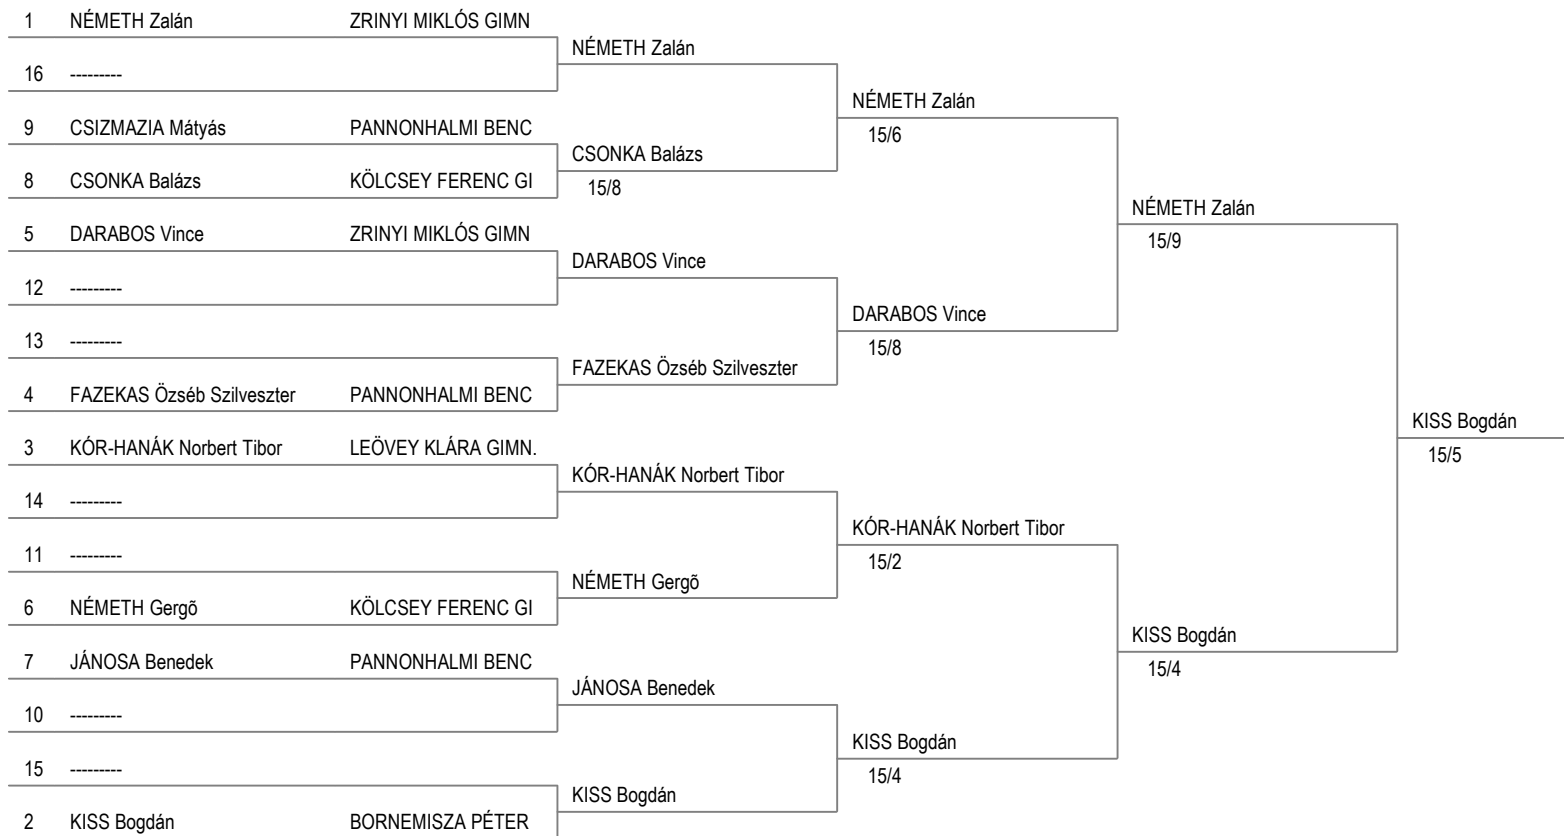 1 NÉMETH Zalán ZRINYI MIKLÓS GIMN
NÉMETH Zalán
16 ---------
NÉMETH Zalán
9 CSIZMAZIA Mátyás PANNONHALMI BENC
15/6
CSONKA Balázs
8 CSONKA Balázs KÖLCSEY FERENC GI
15/8
NÉMETH Zalán
5 DARABOS Vince ZRINYI MIKLÓS GIMN
15/9
DARABOS Vince
12 ---------
DARABOS Vince
13 ---------
15/8
FAZEKAS Özséb Szilveszter
4 FAZEKAS Özséb Szilveszter PANNONHALMI BENC
KISS Bogdán
3 KÓR-HANÁK Norbert Tibor LEÖVEY KLÁRA GIMN.
15/5
KÓR-HANÁK Norbert Tibor
14 ---------
KÓR-HANÁK Norbert Tibor
11 ---------
15/2
NÉMETH Gergõ
6 NÉMETH Gergõ KÖLCSEY FERENC GI
KISS Bogdán
7 JÁNOSA Benedek PANNONHALMI BENC
15/4
JÁNOSA Benedek
10 ---------
KISS Bogdán
15 ---------
15/4
KISS Bogdán
2 KISS Bogdán BORNEMISZA PÉTER